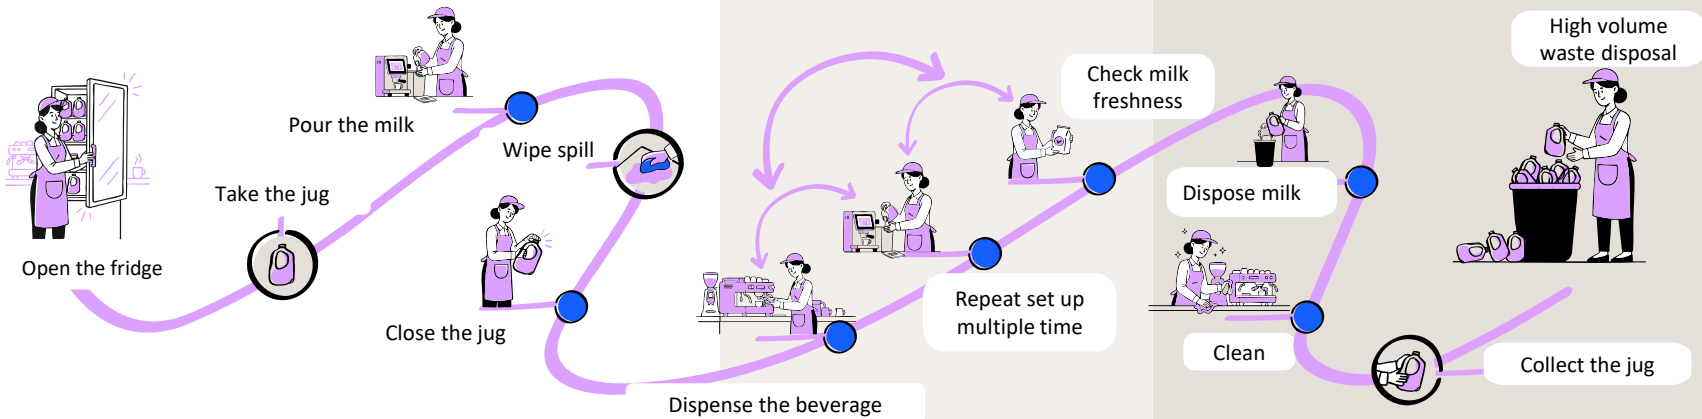 Open the fridge
Take the jug
Pour the milk
Wipe spill
Close the jug
Dispense the beverage
Repeat set up
multiple time
Check milk
freshness
Dispose milk
Clean
Collect the jug
High volume
waste disposal